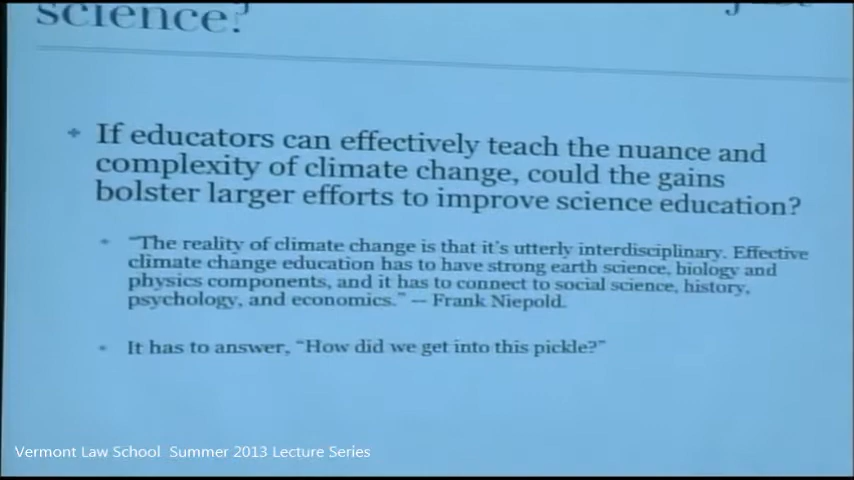 science?
If educators can effectively teach the nuance and
complexity of climate change, could the gains
bolster larger efforts to improve science education?
"The reality of climate change is that it's utterly interdisciplinary. Effective
climate change education has to have strong earth science, biology and
physics components, and it has to connect to social science, history,
psychology, and economics." — Frank Niepold.
It has to answer, "How did we get into this pickle?"
Vermont Law School Summer 2013 Lecture Series